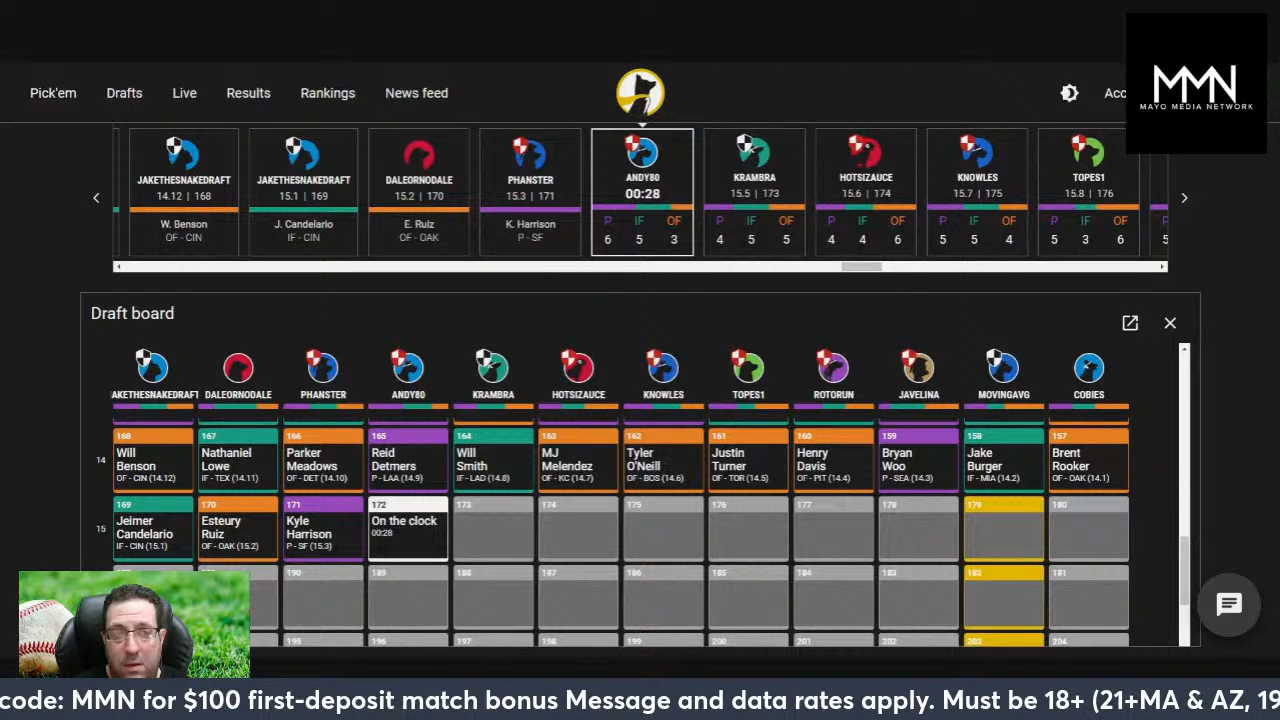 MMN
MAYO MEDIA NETWORK
Pick'em Drafts Live Results Rankings News feed Acc
JAKETHESNAKEDRAFT JAKETHESNAKEDRAFT DALEORNODALE PHANSTER ANDY80 KRAMBRA HOTSIZAUCE KNOWLES TOPES1
14.12 | 168 15.1 | 169 15.2 | 170 15.3 | 171 00:28 15.5 | 173 15.6 | 174 15.7 | 175 15.8 | 176
W. Benson J. Candelario E. Ruiz K. Harrison P IF OF P IF OF P IF OF P IF OF P IF OF P
OF - CIN IF - CIN OF - OAK P - SF 6 5 3 4 5 5 4 4 6 5 5 4 5 3 6 5
Draft board
AKETHESNAKEDRAFT DALEORNODALE PHANSTER ANDY80 KRAMBRA HOTSIZAUCE KNOWLES TOPES1 ROTORUN JAVELINA MOVINGAVG COBIES
168 167 166 165 164 163 162 161 160 159 158 157
14 Will Nathaniel Parker Reid Will MJ Tyler Justin Henry Bryan Jake Brent
Benson Lowe Meadows Detmers Smith Melendez O'Neill Turner Davis Woo Burger Rooker
OF - CIN (14.12) IF - TEX (14.11) OF - DET (14.10) P - LAA (14.9) IF - LAD (14.8) OF - KC (14.7) OF - BOS (14.6) OF - TOR (14.5) OF - PIT (14.4) P - SEA (14.3) IF - MIA (14.2) OF - OAK (14.1)
169 170 171 172 173 174 175 176 177 178 179 180
15 Jeimer Esteury Kyle On the clock
Candelario Ruiz Harrison 00:28
IF - CIN (15.1) OF - OAK (15.2) P - SF (15.3)
190 189 188 187 186 185 184 183 182 181
195 196 197 198 199 200 201 202 203 204
code: MMN for $100 first-deposit match bonus Message and data rates apply. Must be 18+ (21+MA & AZ, 19